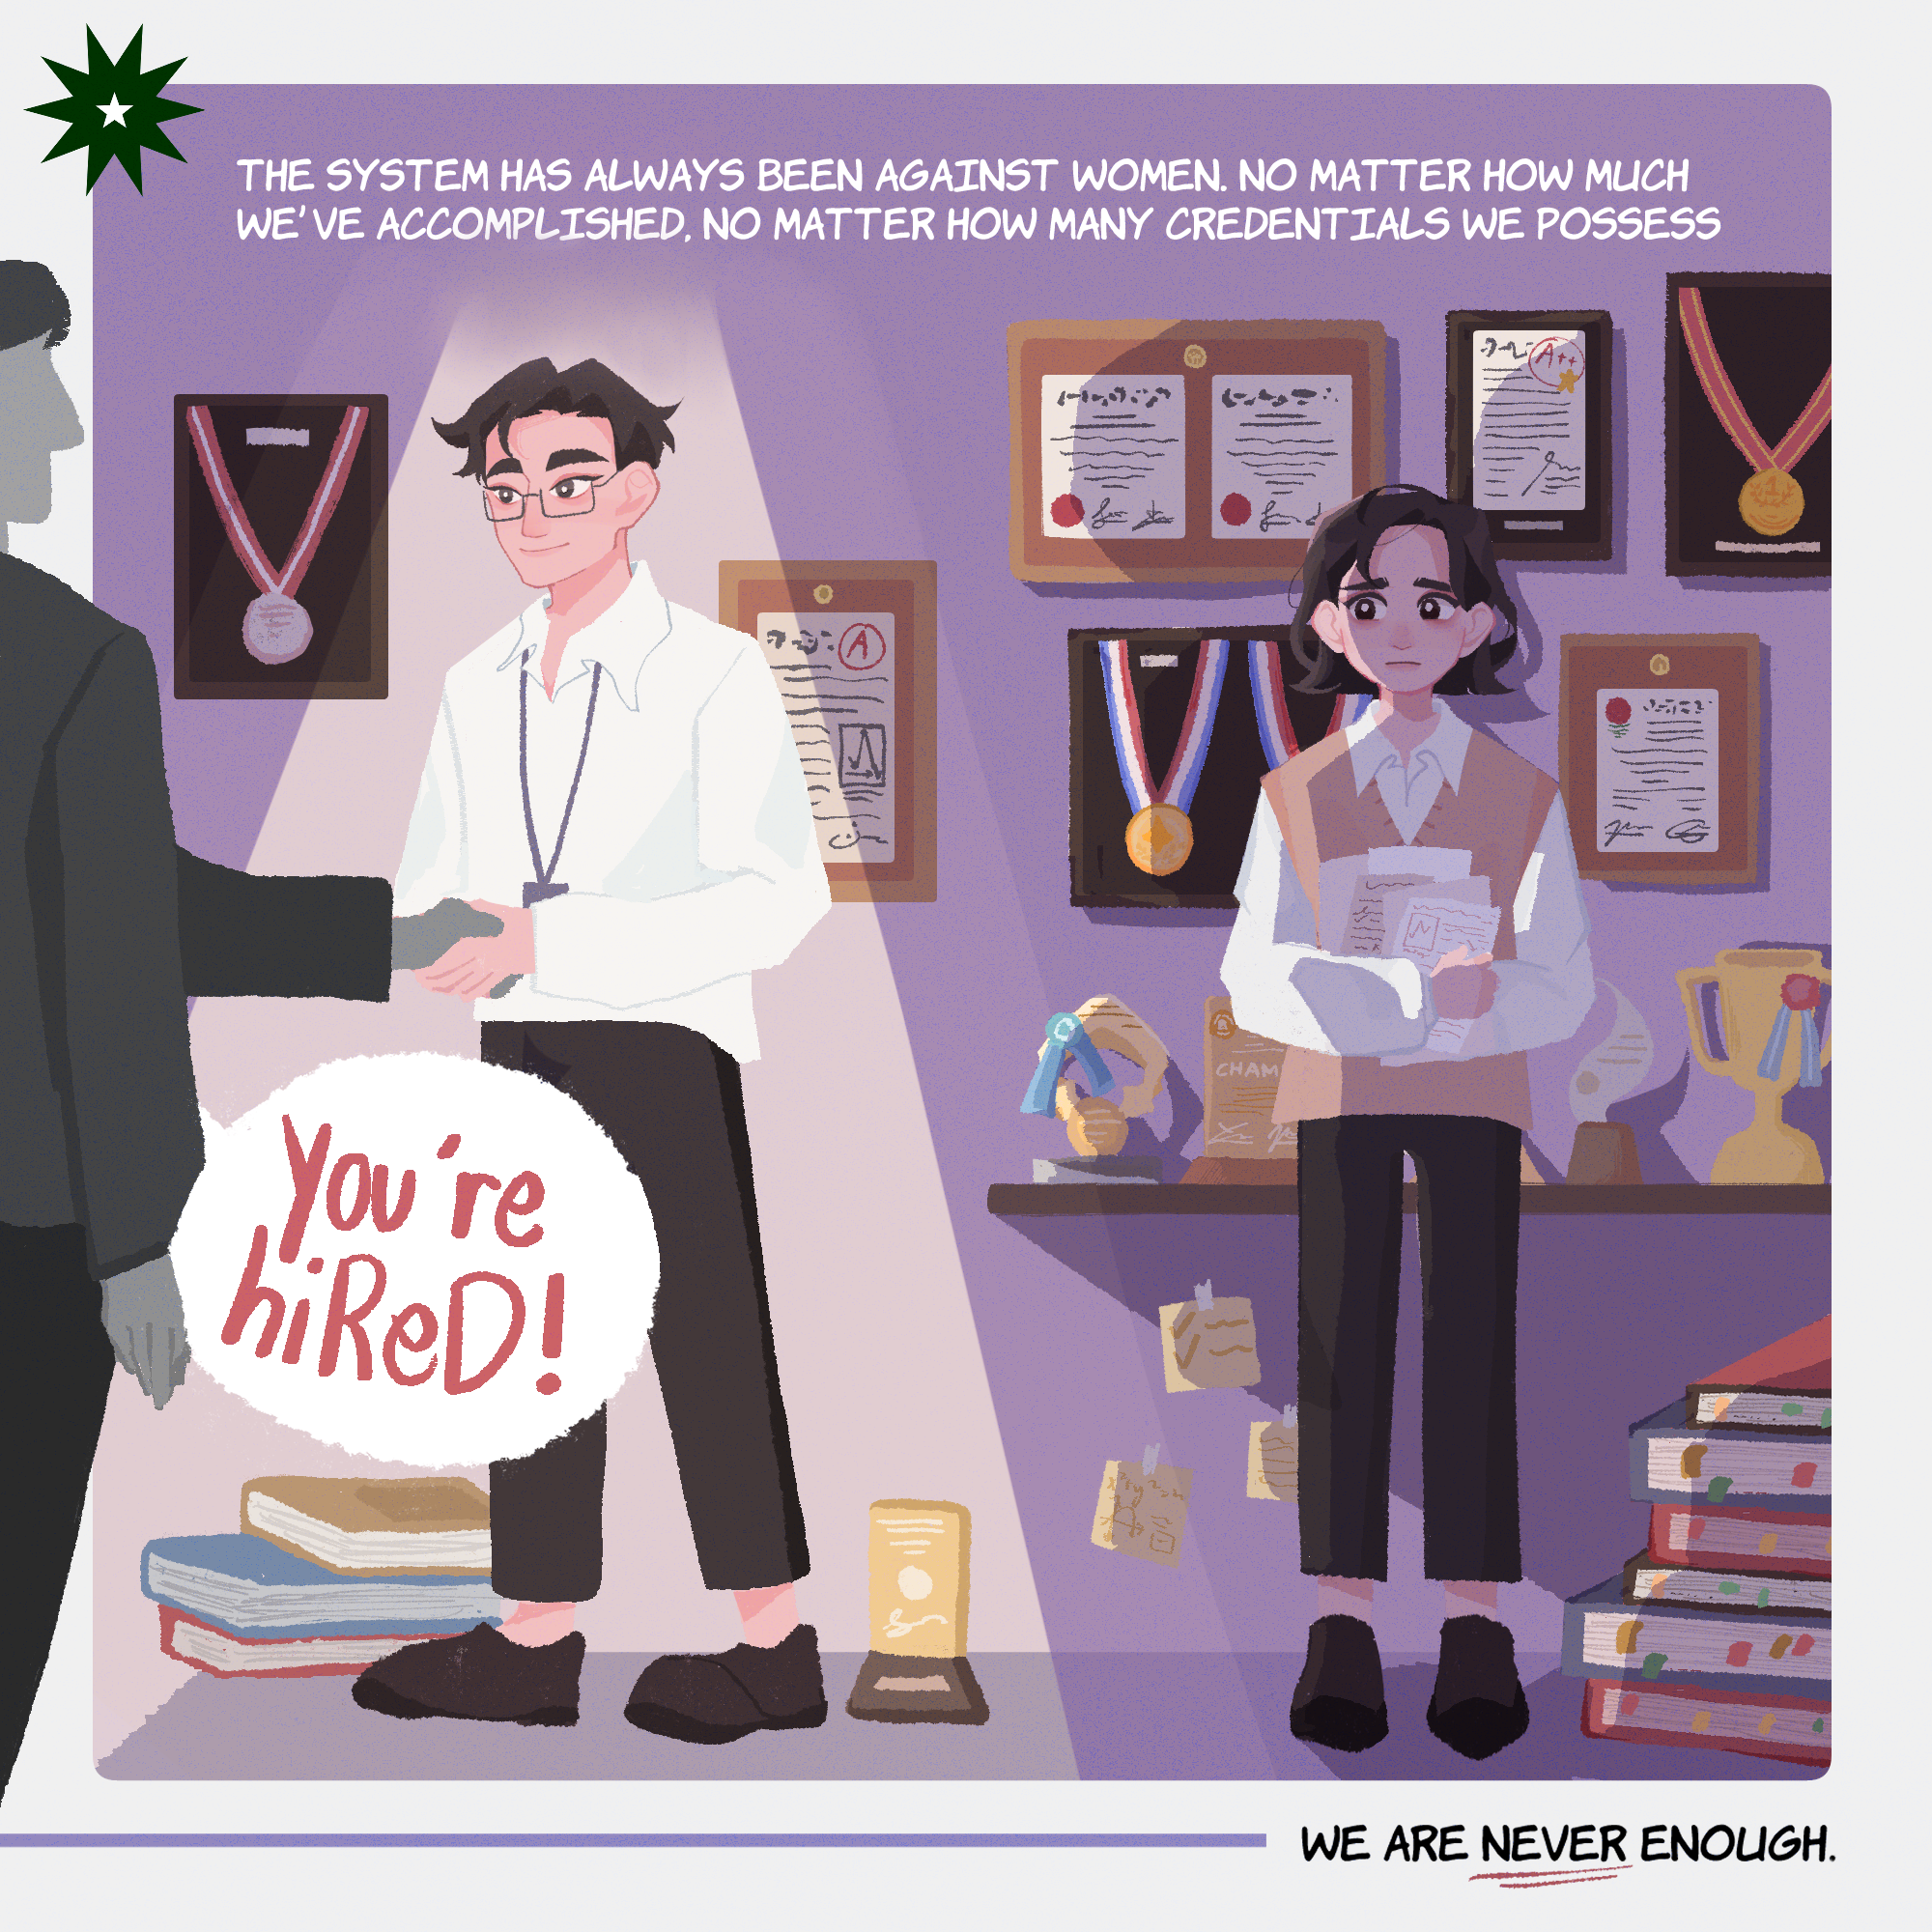 THE SYSTEM HAS ALWAYS BEEN AGAINST WOMEN. NO MATTER HOW MUCH
WE'VE ACCOMPLISHED, NO MATTER HOW MANY CREDENTIALS WE POSSESS
A++
1
A
CHAM
You're
hiReD!
WE ARE NEVER ENOUGH.